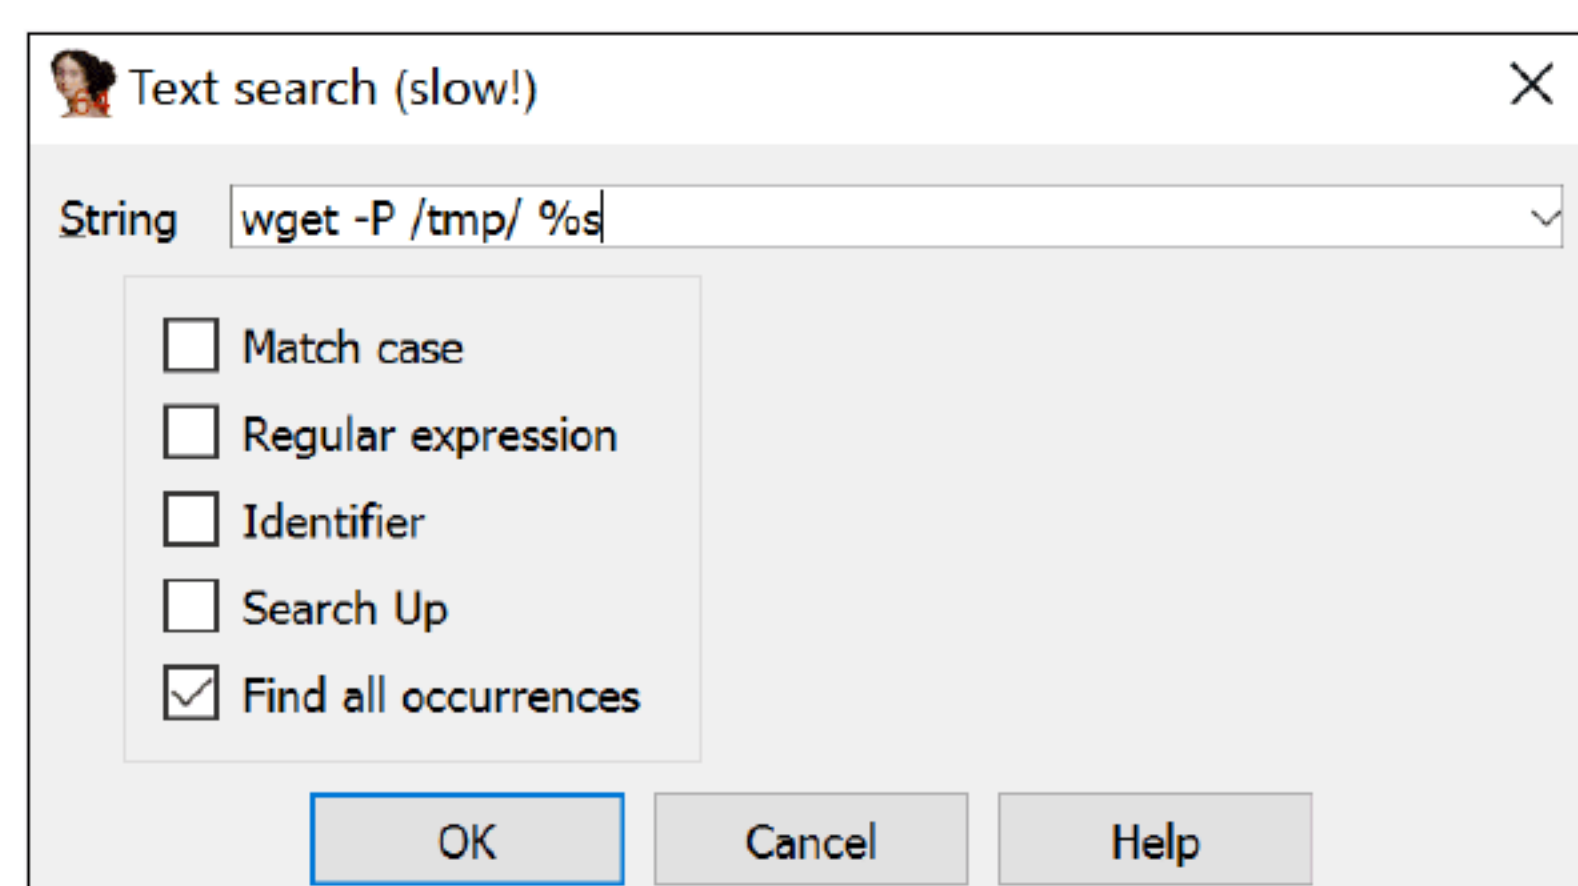 64
Text search (slow!)
String wget -P /tmp/ %s
Match case
Regular expression
Identifier
Search Up
Find all occurrences
OK Cancel Help